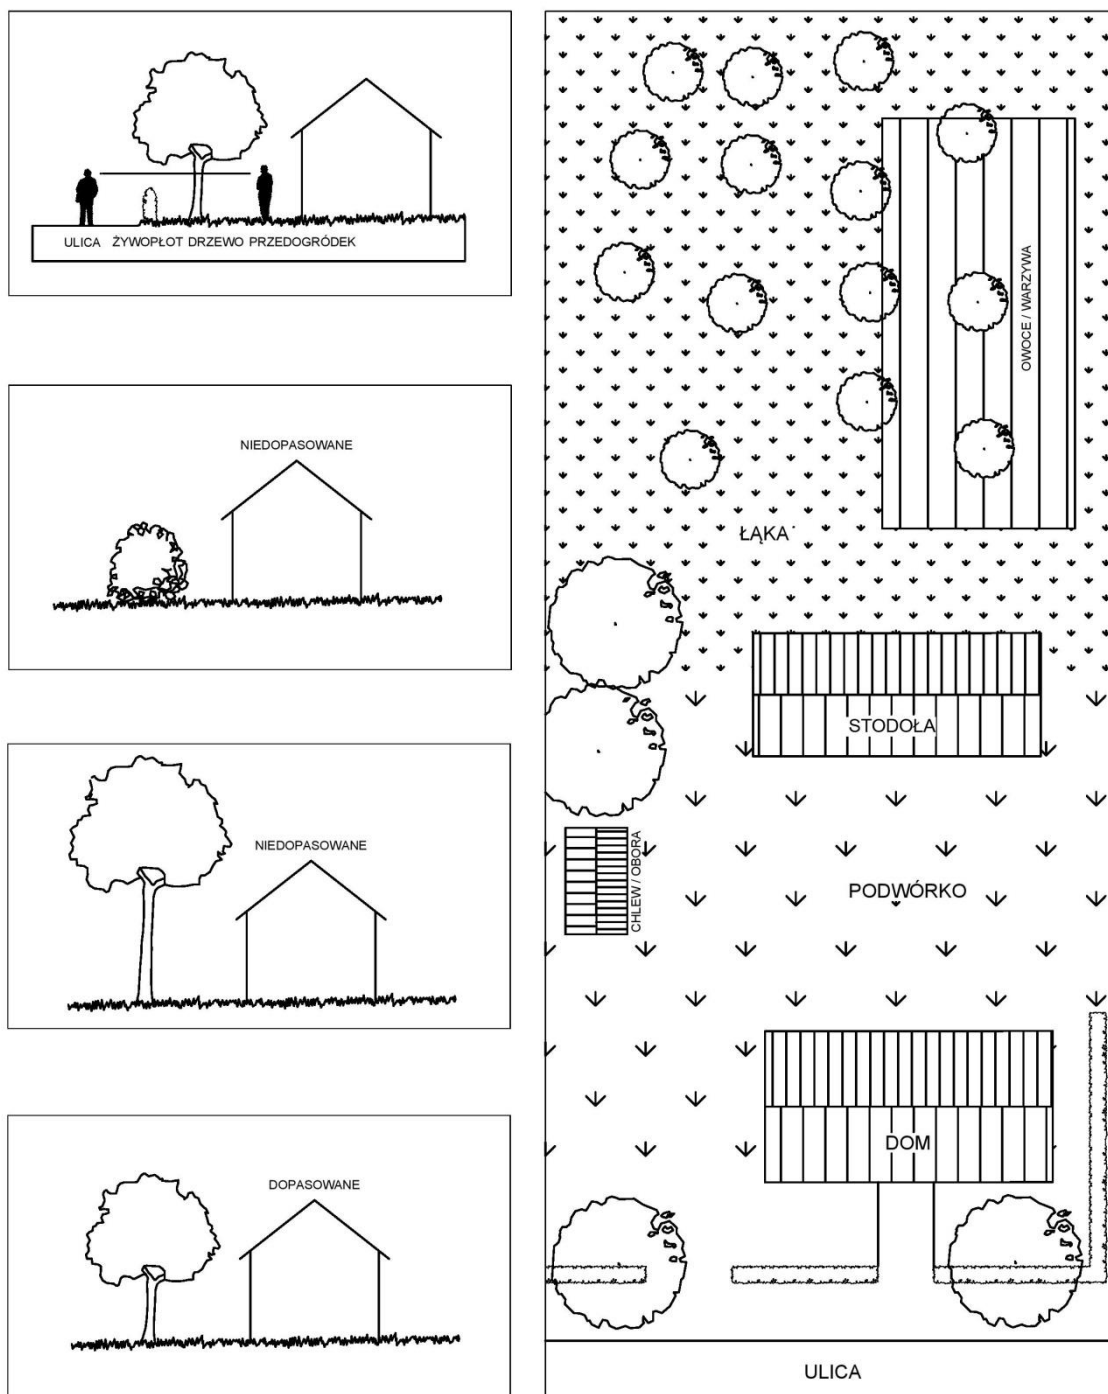 ULICA ŻYWOPŁOT DRZEWO PRZEDOGRÓDEK
NIEDOPASOWANE
NIEDOPASOWANE
DOPASOWANE
OWOCE / WARZYWA
ŁĄKA
STODOŁA
CHLEW / OBORA
PODWÓRKO
DOM
ULICA